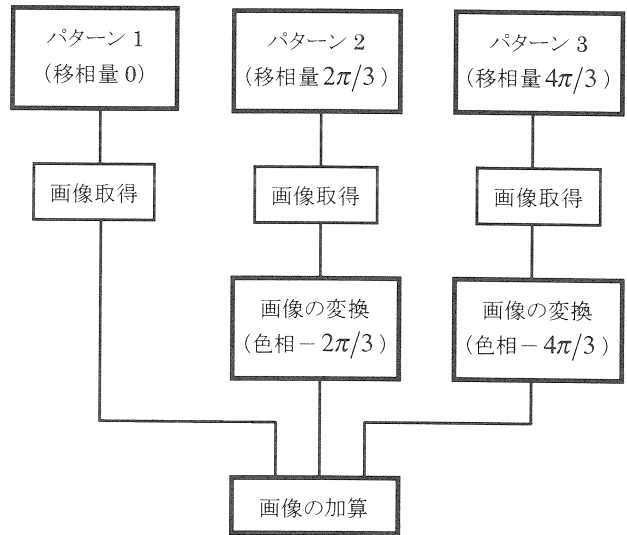 パターン 1
(移相量 0)
パターン 2
(移相量 2π/3)
パターン 3
(移相量 4π/3)
画像取得
画像取得
画像取得
画像の変換
(色相－2π/3)
画像の変換
(色相－4π/3)
画像の加算